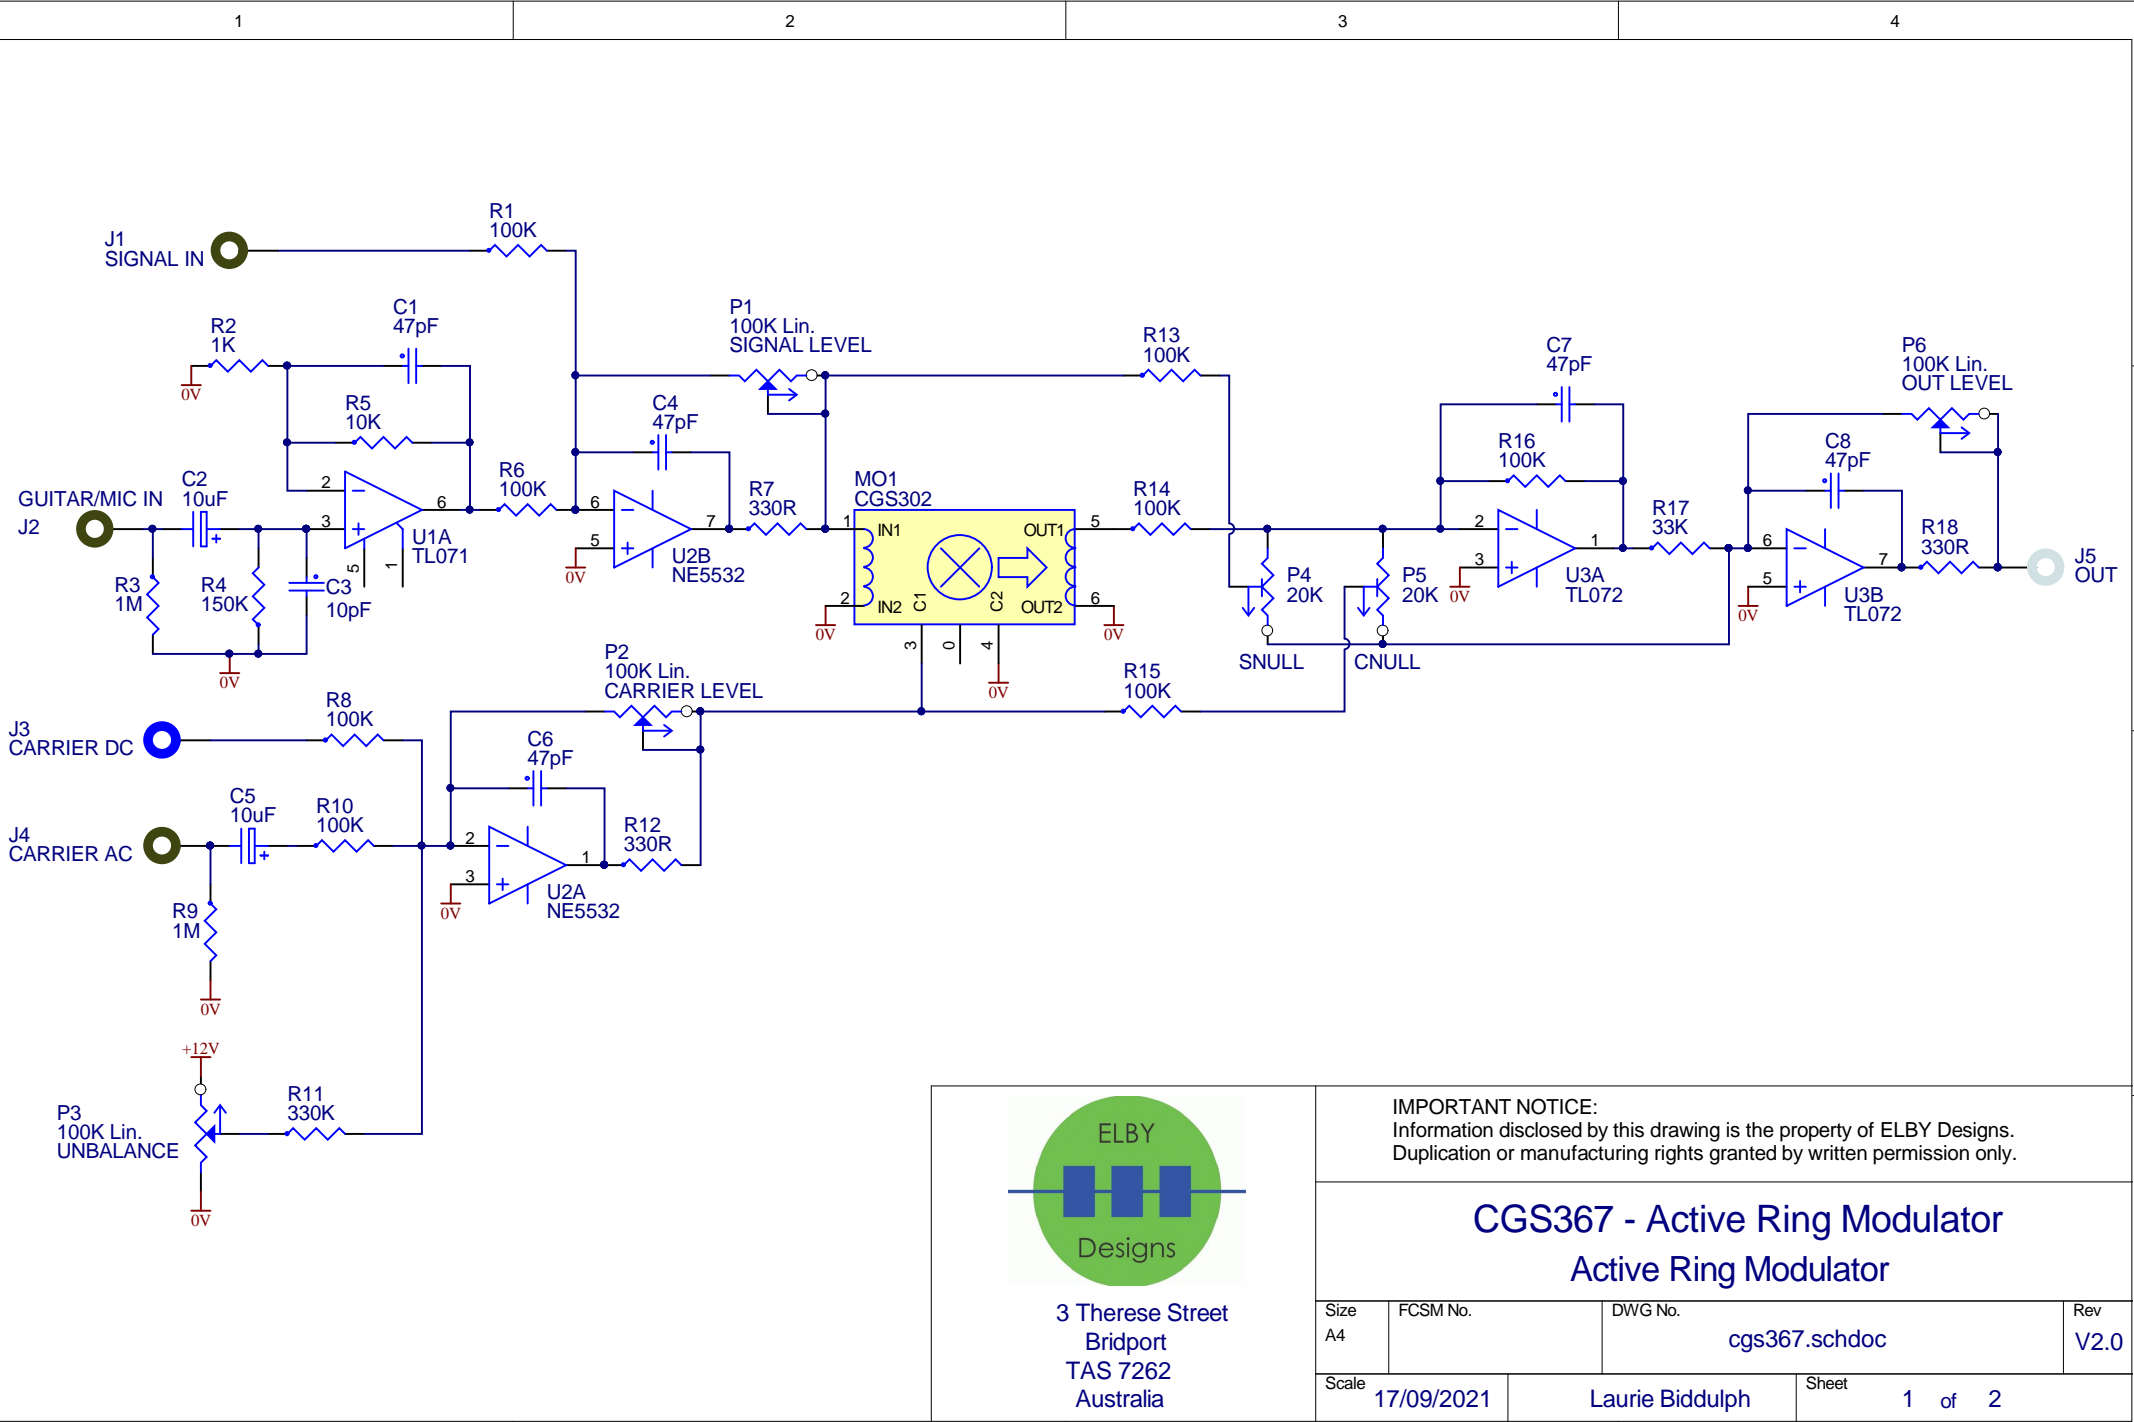 1 2 3 4
J1
SIGNAL IN
R1
100K
R2
1K
0V
C1
47pF
R5
10K
GUITAR/MIC IN
J2
C2
10uF
+
R3
1M
R4
150K
C3
10pF
0V
2
3
6
5
1
U1A
TL071
R6
100K
P1
100K Lin.
SIGNAL LEVEL
C4
47pF
6
5
7
0V
U2B
NE5532
R7
330R
MO1
CGS302
1
IN1
2
IN2
C1
C2
OUT1
5
OUT2
6
3
0
4
0V
0V
0V
R13
100K
R14
100K
R15
100K
P4
20K
SNULL
P5
20K
CNULL
C7
47pF
R16
100K
2
3
1
0V
U3A
TL072
R17
33K
P6
100K Lin.
OUT LEVEL
C8
47pF
6
5
7
0V
U3B
TL072
R18
330R
J5
OUT
J3
CARRIER DC
R8
100K
J4
CARRIER AC
C5
10uF
+
R10
100K
R9
1M
0V
P2
100K Lin.
CARRIER LEVEL
C6
47pF
2
3
1
0V
U2A
NE5532
R12
330R
+12V
P3
100K Lin.
UNBALANCE
R11
330K
0V
ELBY
Designs
3 Therese Street
Bridport
TAS 7262
Australia
IMPORTANT NOTICE:
Information disclosed by this drawing is the property of ELBY Designs.
Duplication or manufacturing rights granted by written permission only.
CGS367 - Active Ring Modulator
Active Ring Modulator
Size
A4
FCSM No.
DWG No.
cgs367.schdoc
Rev
V2.0
Scale
17/09/2021
Laurie Biddulph
Sheet
1 of 2